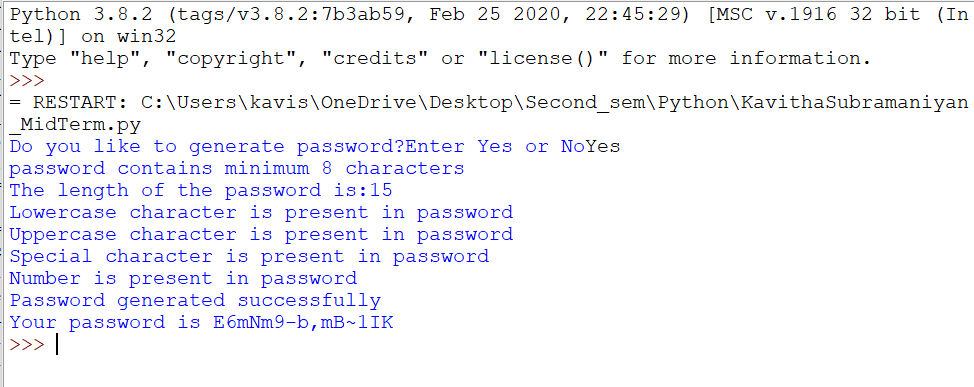 Python 3.8.2 (tags/v3.8.2:7b3ab59, Feb 25 2020, 22:45:29) [MSC v.1916 32 bit (In
tel)] on win32
Type "help", "copyright", "credits" or "license()" for more information.
>>>
= RESTART: C:\Users\kavis\OneDrive\Desktop\Second_sem\Python\KavithaSubramaniyan
_MidTerm.py
Do you like to generate password?Enter Yes or NoYes
password contains minimum 8 characters
The length of the password is:15
Lowercase character is present in password
Uppercase character is present in password
Special character is present in password
Number is present in password
Password generated successfully
Your password is E6mNm9-b,mB~1IK
>>>